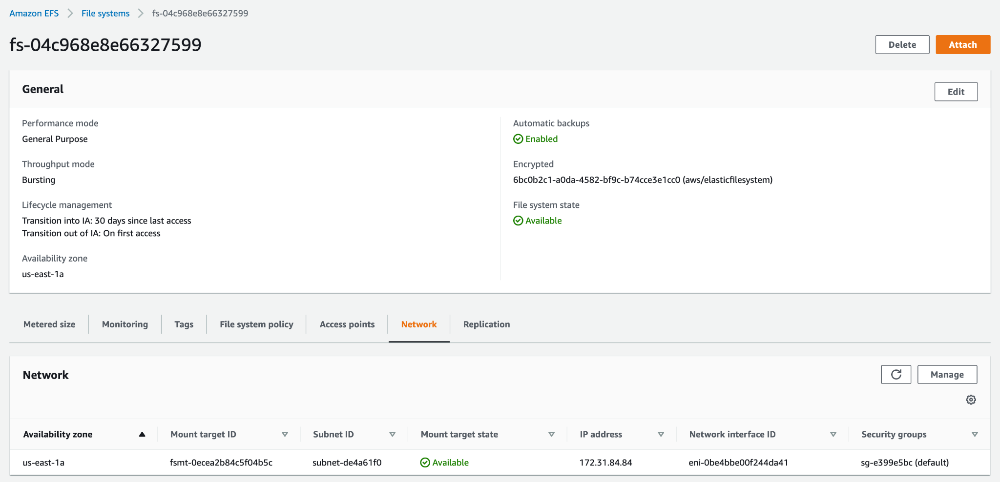 Amazon EFS File systems fs-04c968e8e66327599
fs-04c968e8e66327599
Delete Attach
General
Edit
Performance mode
General Purpose
Throughput mode
Bursting
Lifecycle management
Transition into IA: 30 days since last access
Transition out of IA: On first access
Availability zone
us-east-1a
Automatic backups
Enabled
Encrypted
6bc0b2c1-a0da-4582-bf9c-b74cce3e1cc0 (aws/elasticfilesystem)
File system state
Available
Metered size Monitoring Tags File system policy Access points Network Replication
Network
Manage
Availability zone Mount target ID Subnet ID Mount target state IP address Network interface ID Security groups
us-east-1a fsmt-0ecea2b84c5f04b5c subnet-de4a61f0 Available 172.31.84.84 eni-0be4bbe00f244da41 sg-e399e5bc (default)